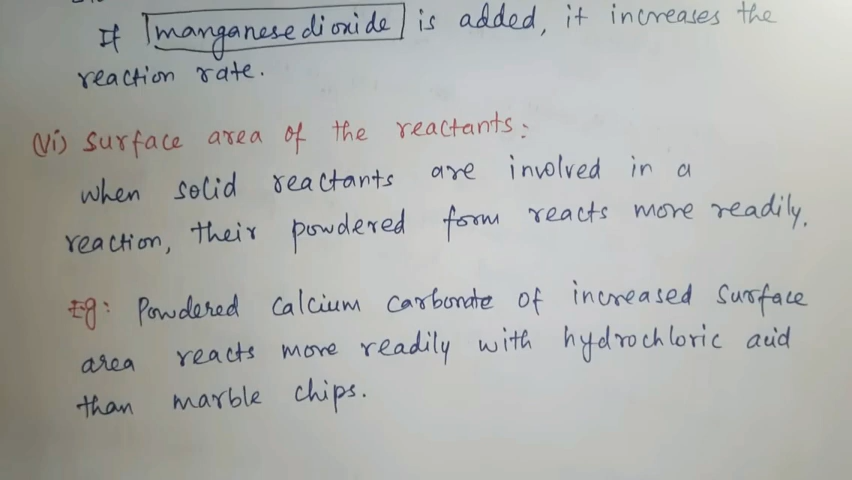 If manganese dioxide is added, it increases the
reaction rate.
(vi) Surface area of the reactants:
when solid reactants are involved in a
reaction, their powdered form reacts more readily.
Eg: Powdered calcium carbonate of increased surface
area reacts more readily with hydrochloric acid
than marble chips.